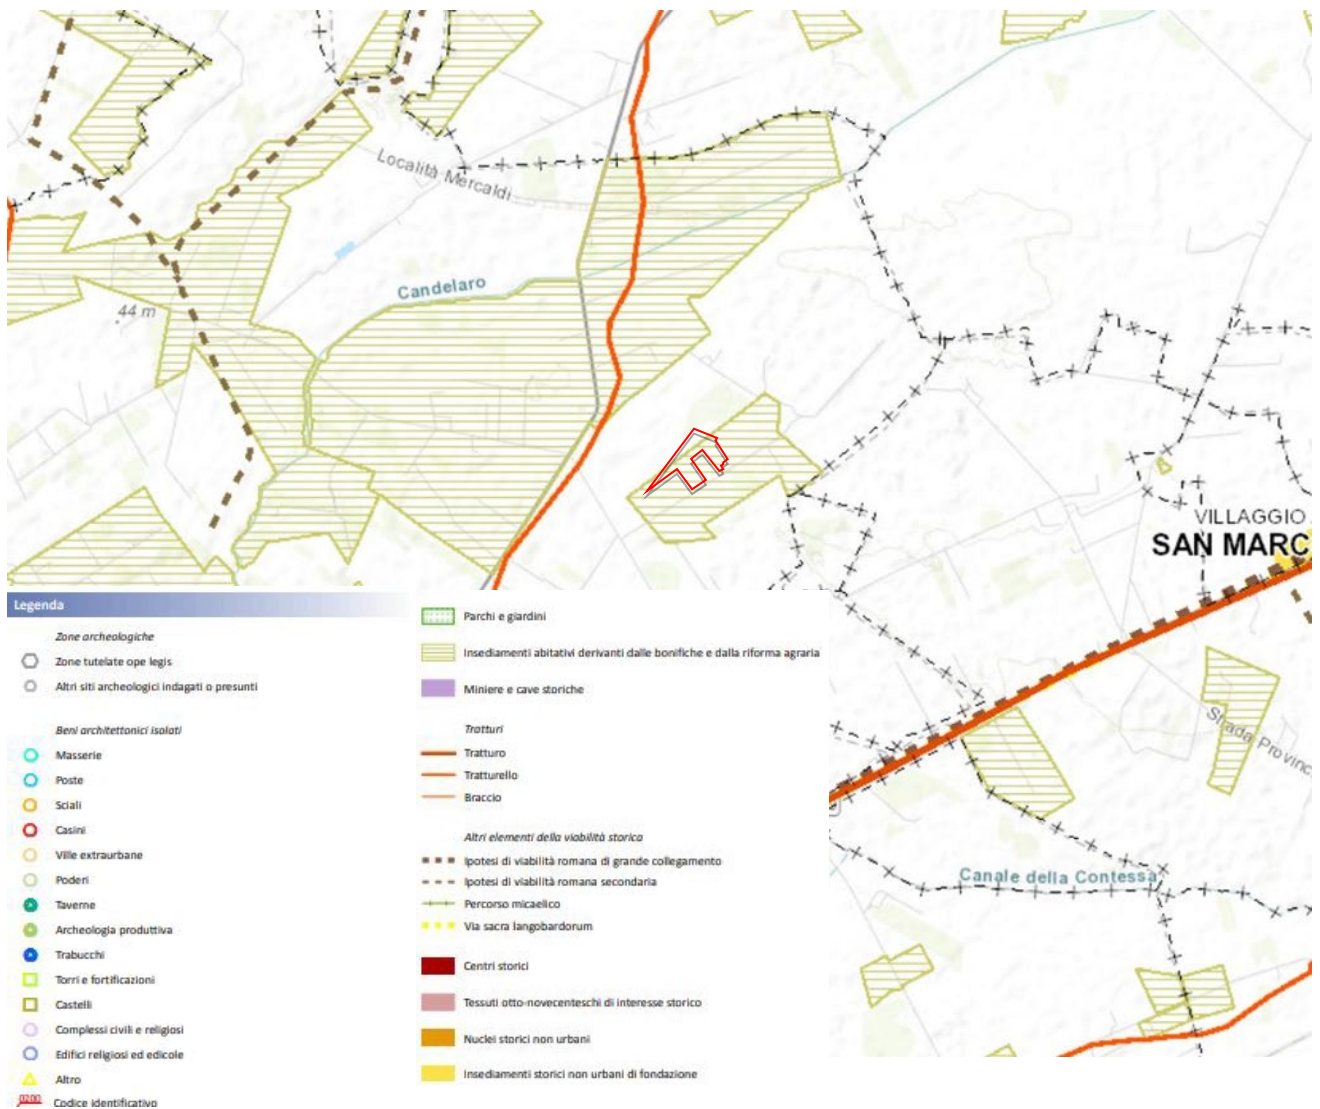 Località Mercaldi
Candelaro
44 m
VILLAGGIO
SAN MARC
Strada Provinc
Canale della Contessa
Legenda
Zone archeologiche
Zone tutelate ope legis
Altri siti archeologici indagati o presunti
Beni architettonici isolati
Masserie
Poste
Sciali
Casini
Ville extraurbane
Poderi
Taverne
Archeologia produttiva
Trabucchi
Torri e fortificazioni
Castelli
Complessi civili e religiosi
Edifici religiosi ed edicole
Altro
Codice identificativo
Parchi e giardini
Insediamenti abitativi derivanti dalle bonifiche e dalla riforma agraria
Miniere e cave storiche
Tratturi
Tratturo
Tratturello
Braccio
Altri elementi della viabilità storica
Ipotesi di viabilità romana di grande collegamento
Ipotesi di viabilità romana secondaria
Percorso micaelico
Via sacra langobardorum
Centri storici
Tessuti otto-novecenteschi di interesse storico
Nuclei storici non urbani
Insediamenti storici non urbani di fondazione